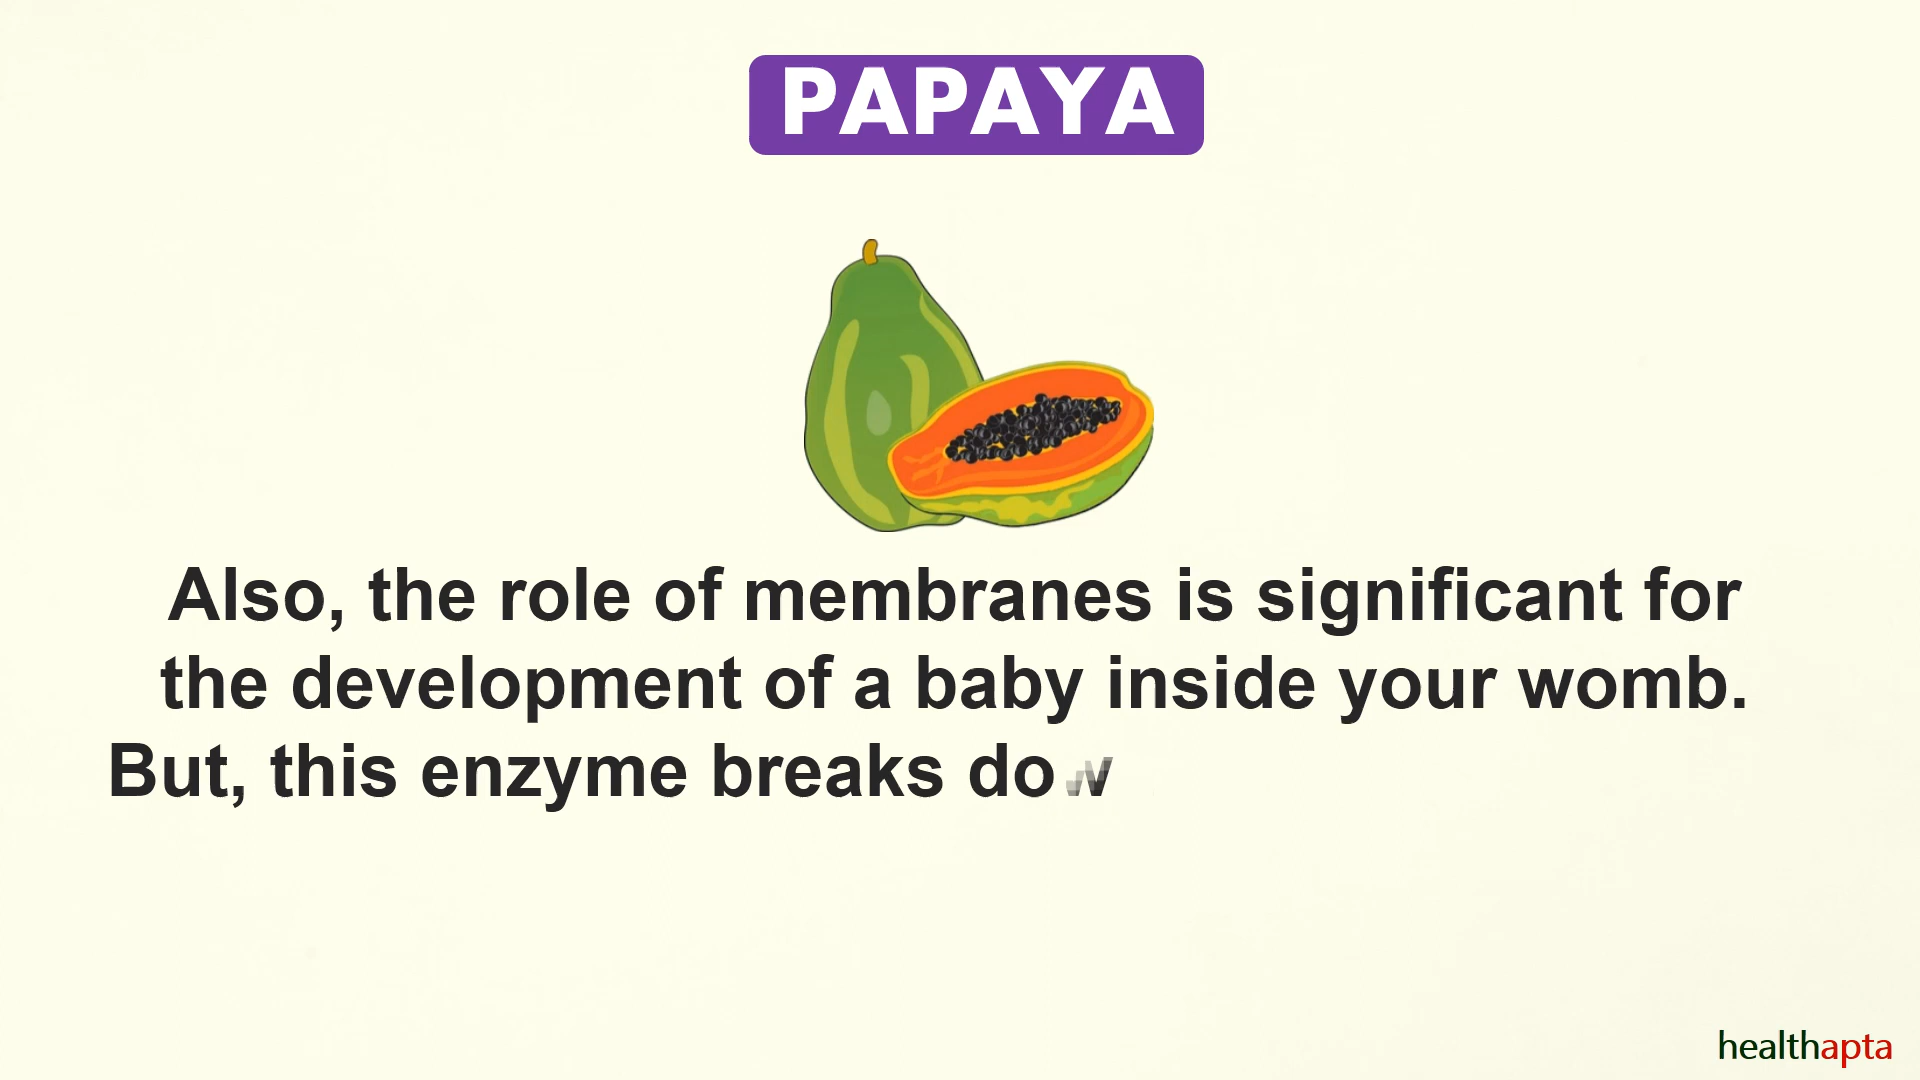 PAPAYA
Also, the role of membranes is significant for
the development of a baby inside your womb.
But, this enzyme breaks
healthapta